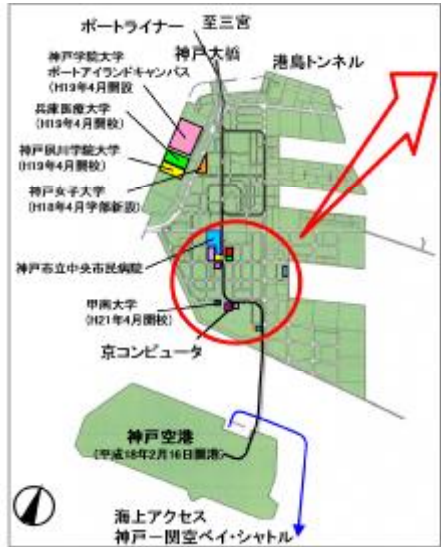 ポートライナー
至三宮
神戸大橋
港島トンネル
神戸学院大学
ポートアイランドキャンパス
(H19年4月開設
兵庫医療大学
(H19年4月開校)
神戸夙川学院大学
(H19年4月開校)
神戸女子大学
(H18年4月学部新設)
神戸市立中央市民病院
甲南大学
(H21年4月開校)
京コンピュータ
神戸空港
(平成18年2月16日開港)
海上アクセス
神戸ー関空ベイ・シャトル